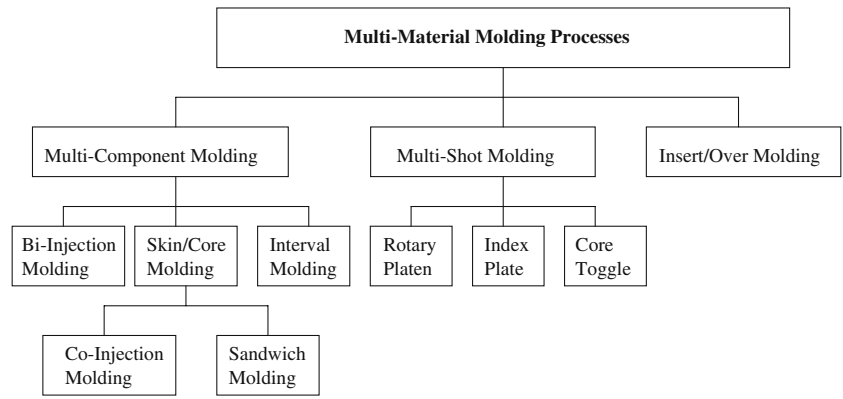 Multi-Material Molding Processes
Multi-Component Molding
Multi-Shot Molding
Insert/Over Molding
Bi-Injection
Molding
Skin/Core
Molding
Interval
Molding
Rotary
Platen
Index
Plate
Core
Toggle
Co-Injection
Molding
Sandwich
Molding